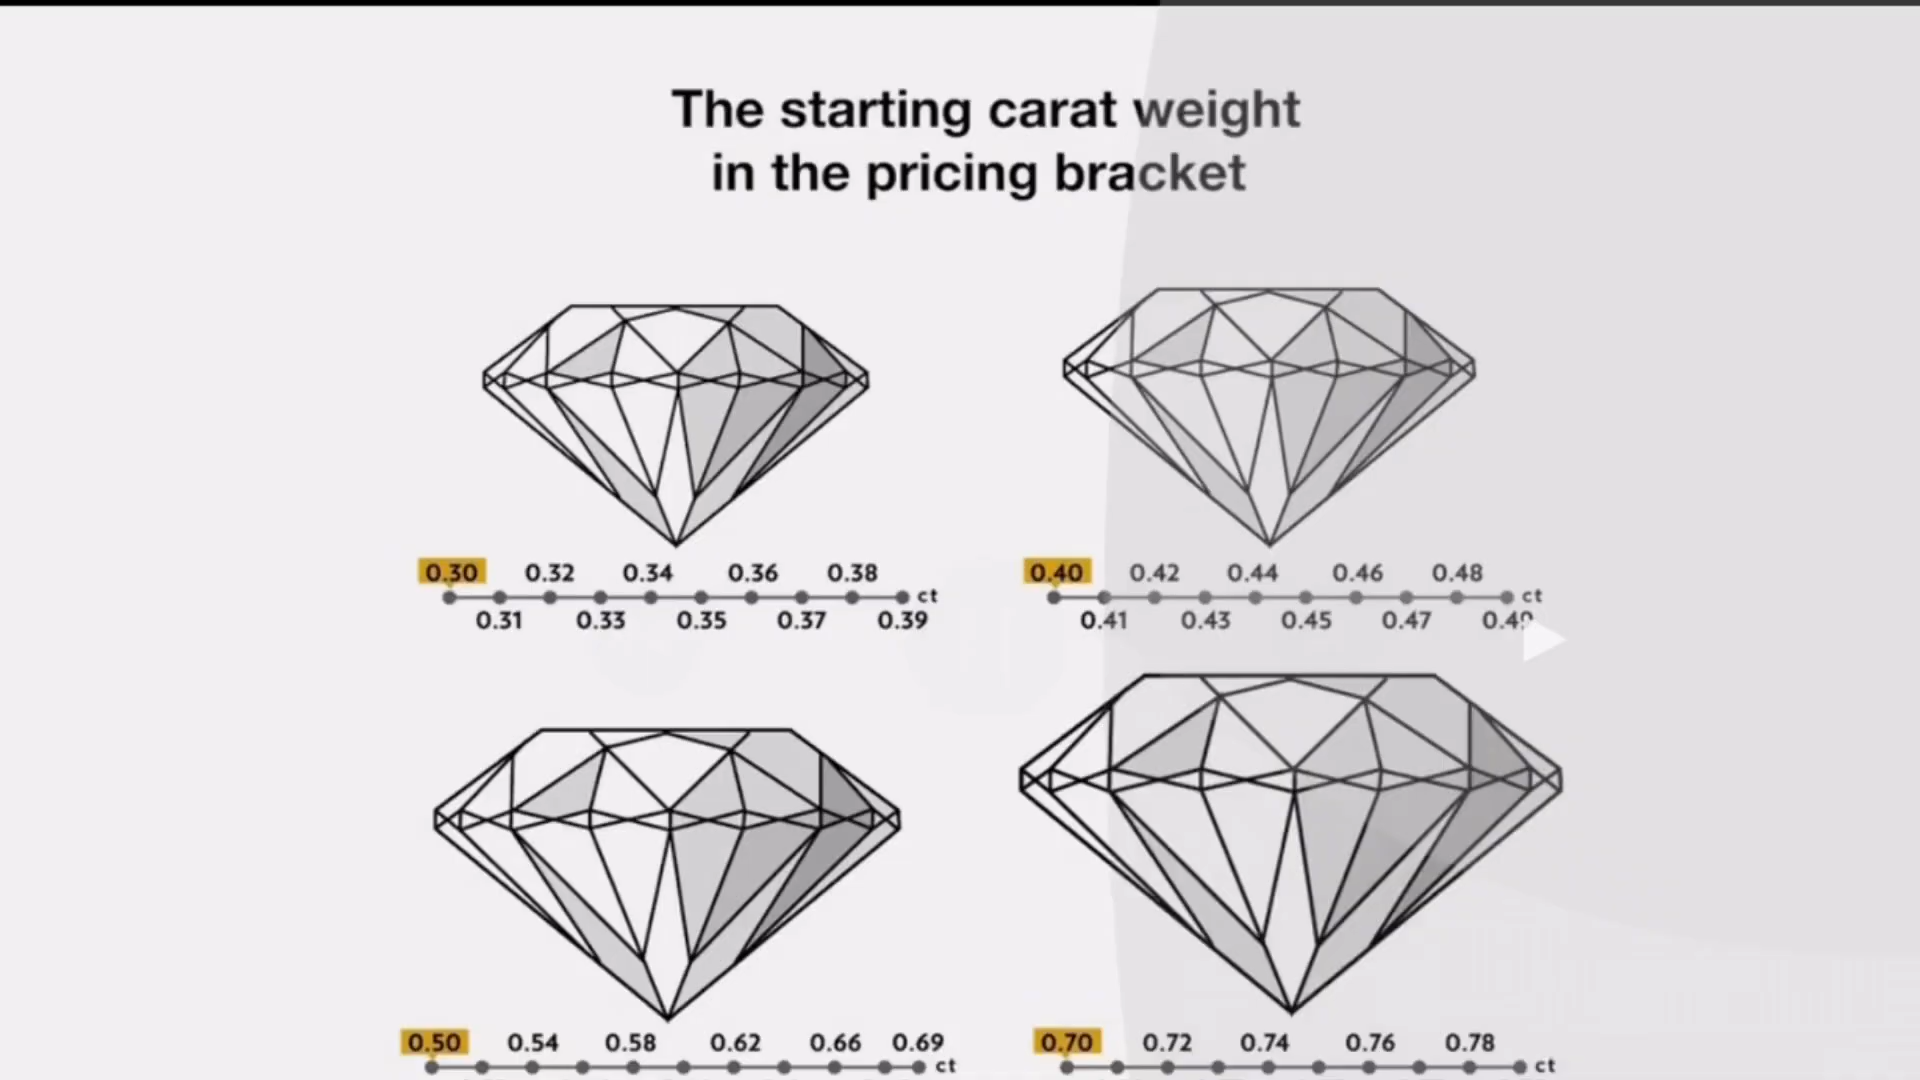 The starting carat weight
in the pricing bracket
0.30 0.32 0.34 0.36 0.38
ct
0.31 0.33 0.35 0.37 0.39
0.40 0.42 0.44 0.46 0.48
ct
0.41 0.43 0.45 0.47 0.49
0.50 0.54 0.58 0.62 0.66 0.69
ct
0.70 0.72 0.74 0.76 0.78
ct